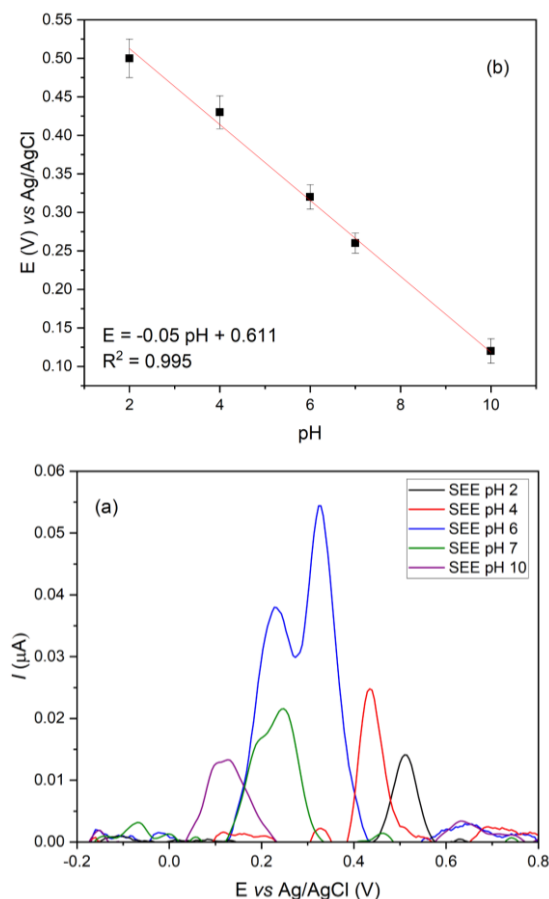 (b)
E (V) vs Ag/AgCl
0.55
0.50
0.45
0.40
0.35
0.30
0.25
0.20
0.15
0.10
E = -0.05 pH + 0.611
R² = 0.995
2 4 6 8 10
pH
(a)
I (μA)
0.06
0.05
0.04
0.03
0.02
0.01
0.00
SEE pH 2
SEE pH 4
SEE pH 6
SEE pH 7
SEE pH 10
-0.2 0.0 0.2 0.4 0.6 0.8
E vs Ag/AgCl (V)